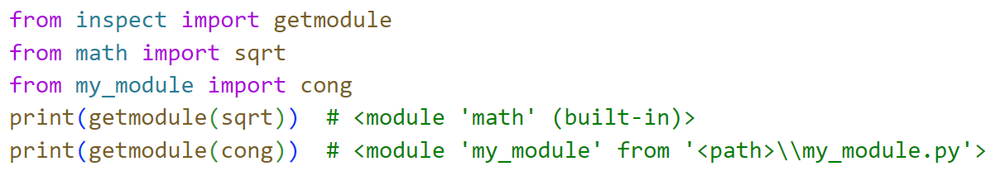 from inspect import getmodule
from math import sqrt
from my_module import cong
print(getmodule(sqrt))  # <module 'math' (built-in)>
print(getmodule(cong))  # <module 'my_module' from '<path>\\my_module.py'>